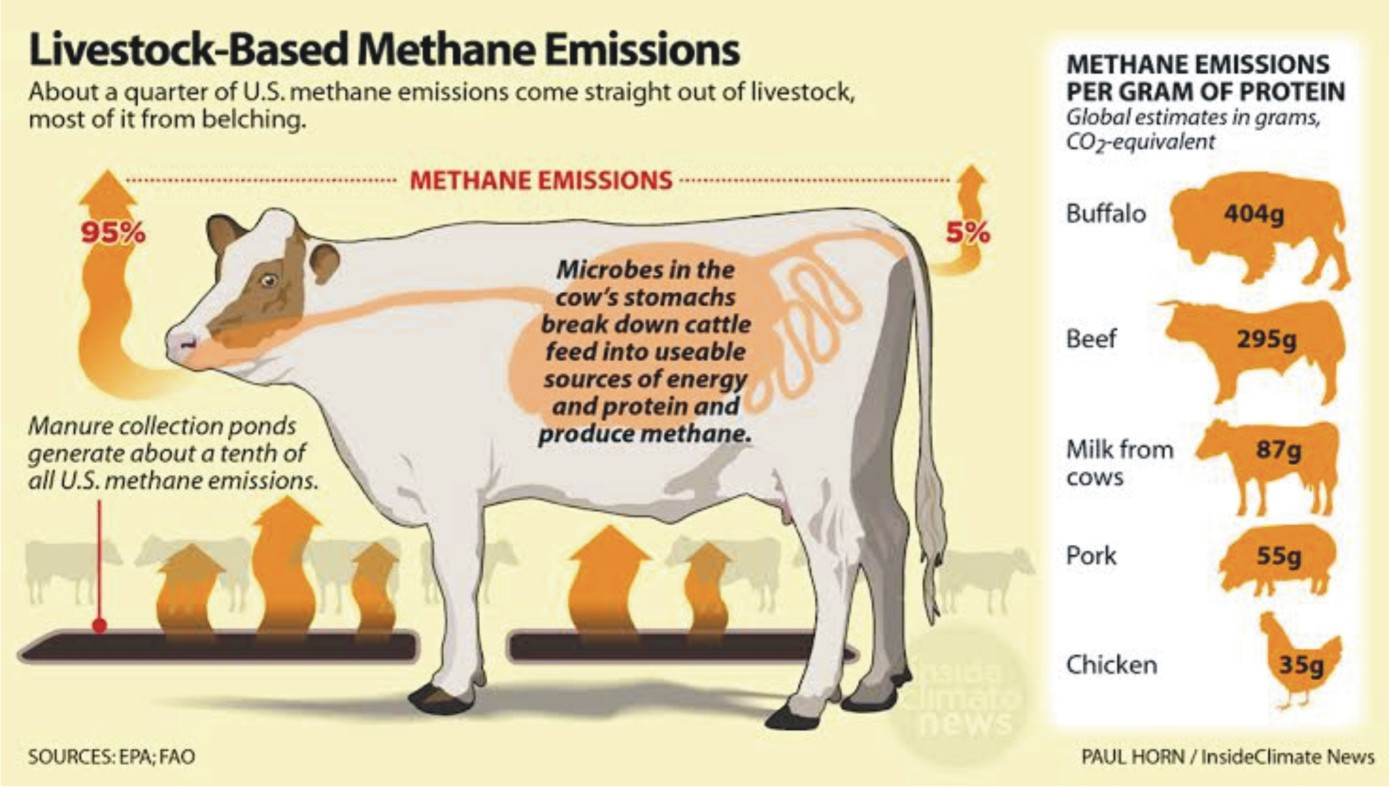 Livestock-Based Methane Emissions
About a quarter of U.S. methane emissions come straight out of livestock,
most of it from belching.
METHANE EMISSIONS
95%
5%
Microbes in the
cow's stomachs
break down cattle
feed into useable
sources of energy
and protein and
produce methane.
Manure collection ponds
generate about a tenth of
all U.S. methane emissions.
inside
climate
news
SOURCES: EPA; FAO
METHANE EMISSIONS
PER GRAM OF PROTEIN
Global estimates in grams,
CO2-equivalent
Buffalo 404g
Beef 295g
Milk from
cows 87g
Pork 55g
Chicken 35g
PAUL HORN / InsideClimate News